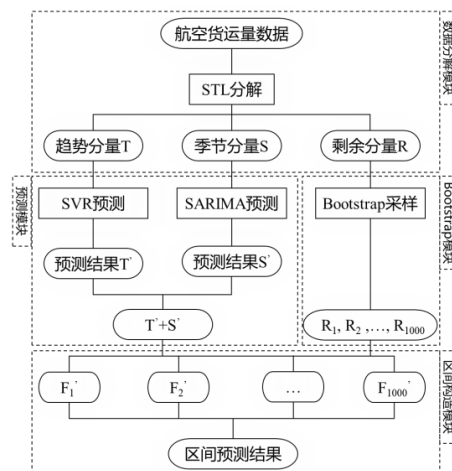 航空货运量数据
数据分解模块
STL分解
趋势分量T
季节分量S
剩余分量R
预测模块
SVR预测
SARIMA预测
Bootstrap采样
Bootstrap模块
预测结果T'
预测结果S'
T'+S'
R1, R2 ,…, R1000
F1'
F2'
…
F1000'
区间构造模块
区间预测结果